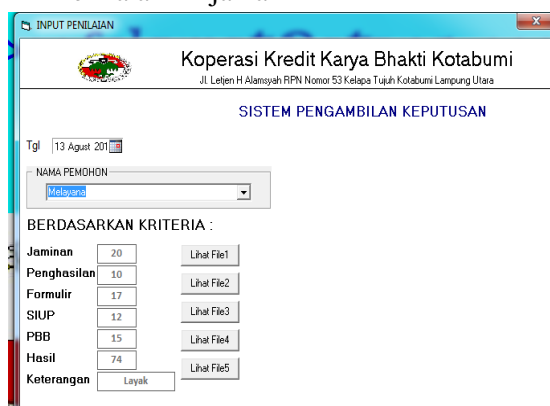 INPUT PENILAIAN
Koperasi Kredit Karya Bhakti Kotabumi
Jl. Letjen H Alamsyah RPN Nomor 53 Kelapa Tujuh Kotabumi Lampung Utara
SISTEM PENGAMBILAN KEPUTUSAN
Tgl 13 Agust 201
NAMA PEMOHON
Melayana
BERDASARKAN KRITERIA :
Jaminan 20 Lihat File1
Penghasilan 10 Lihat File2
Formulir 17
SIUP 12 Lihat File3
PBB 15 Lihat File4
Hasil 74
Keterangan Layak Lihat File5